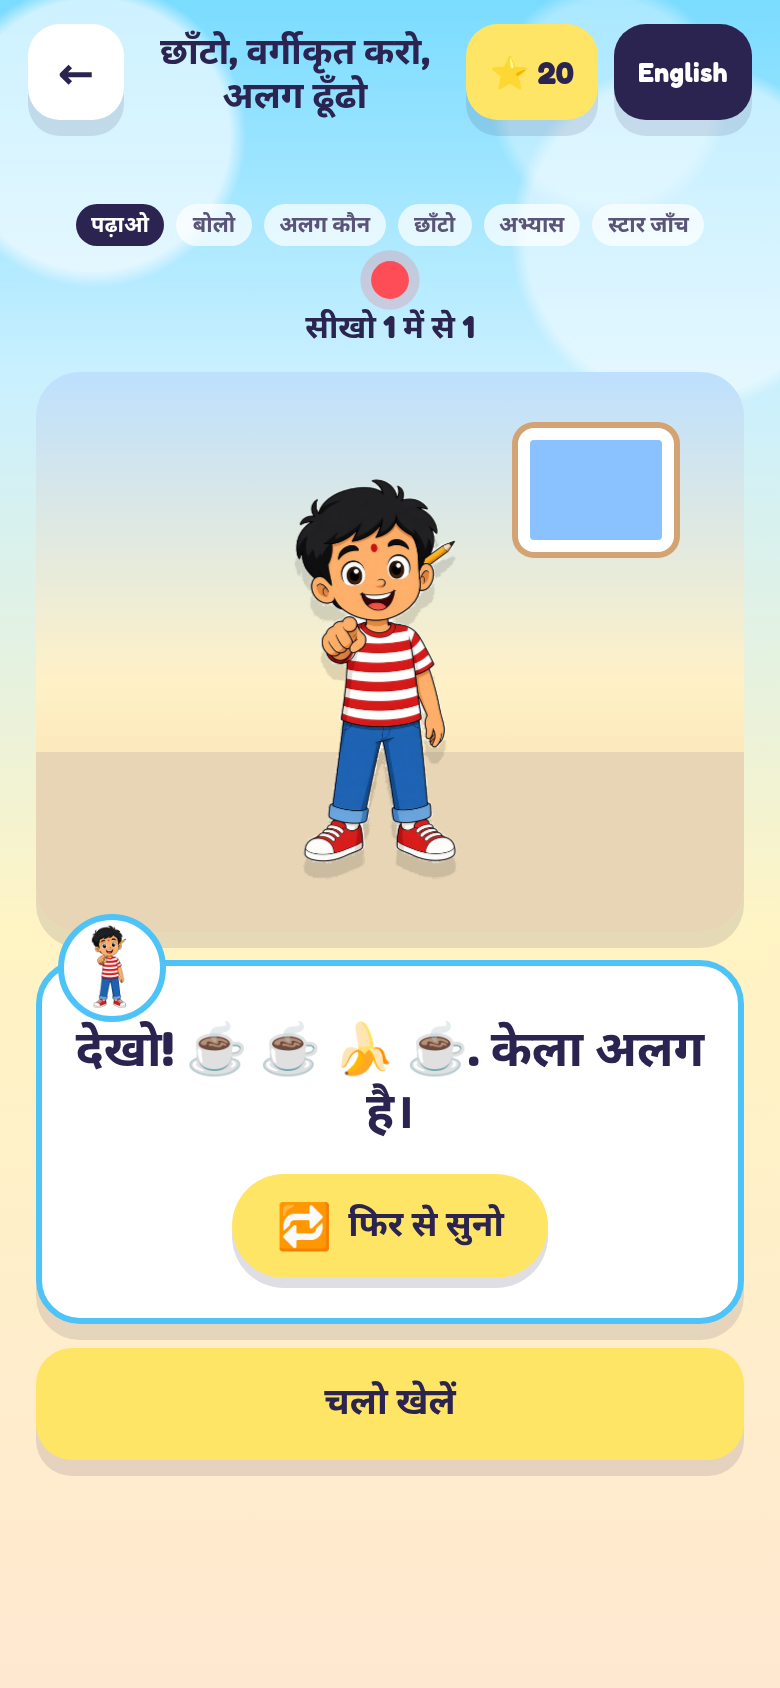 ←
छाँटो, वर्गीकृत करो,
अलग ढूँढो
⭐ 20
English
पढ़ाओ
बोलो
अलग कौन
छाँटो
अभ्यास
स्टार जाँच
सीखो 1 में से 1
देखो! ☕ ☕ 🍌 ☕. केला अलग
है।
🔁 फिर से सुनो
चलो खेलें